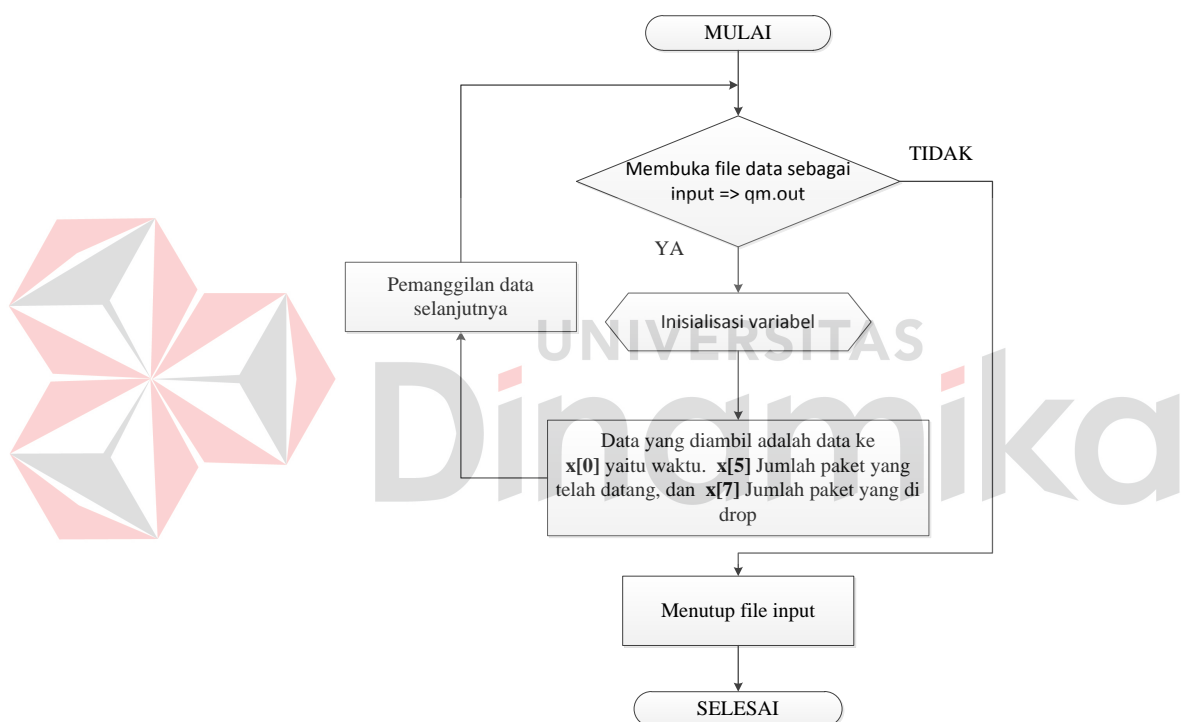 MULAI
Membuka file data sebagai
input => qm.out
TIDAK
YA
Pemanggilan data
selanjutnya
Inisialisasi variabel
UNIVERSITAS
Dinamika
Data yang diambil adalah data ke
x[0] yaitu waktu. x[5] Jumlah paket yang
telah datang, dan x[7] Jumlah paket yang di
drop
Menutup file input
SELESAI